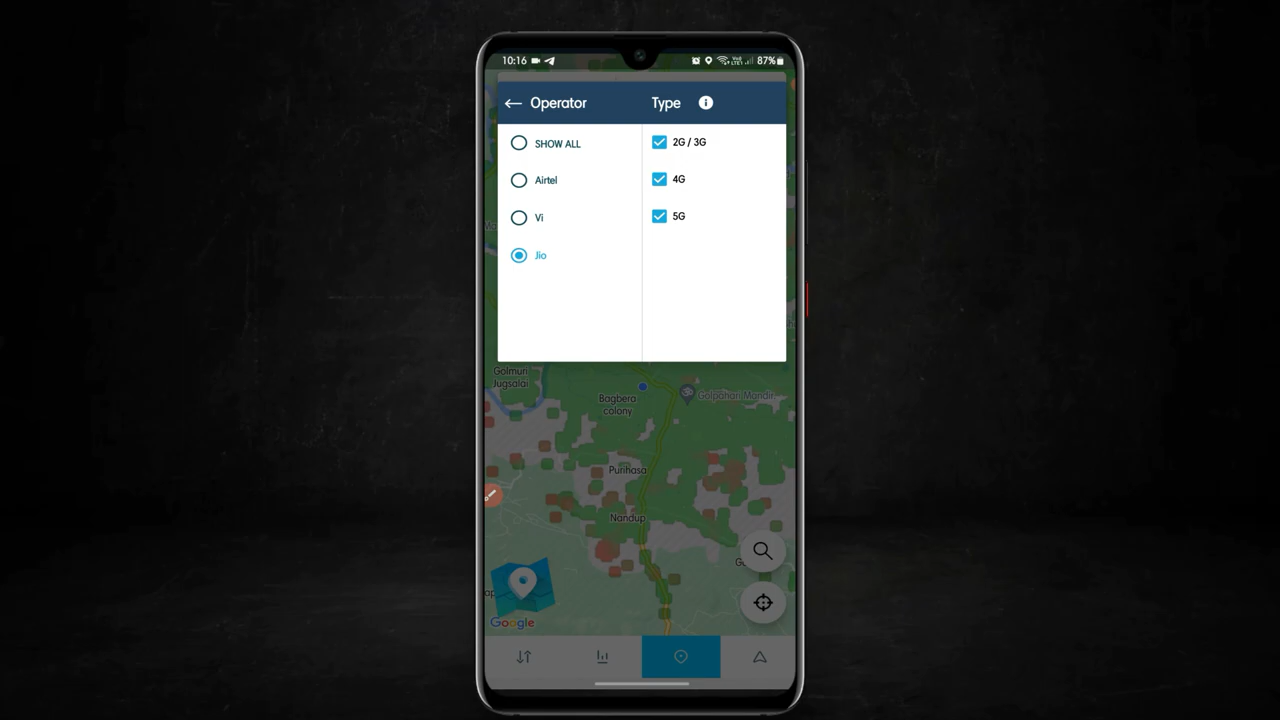 10:16
87%
Operator
Type
SHOW ALL
2G / 3G
Airtel
4G
Vi
5G
Jio
Golmuri
Jugsalai
Bagbera
colony
Golpahari Mandir
Purihasa
Nandup
Google